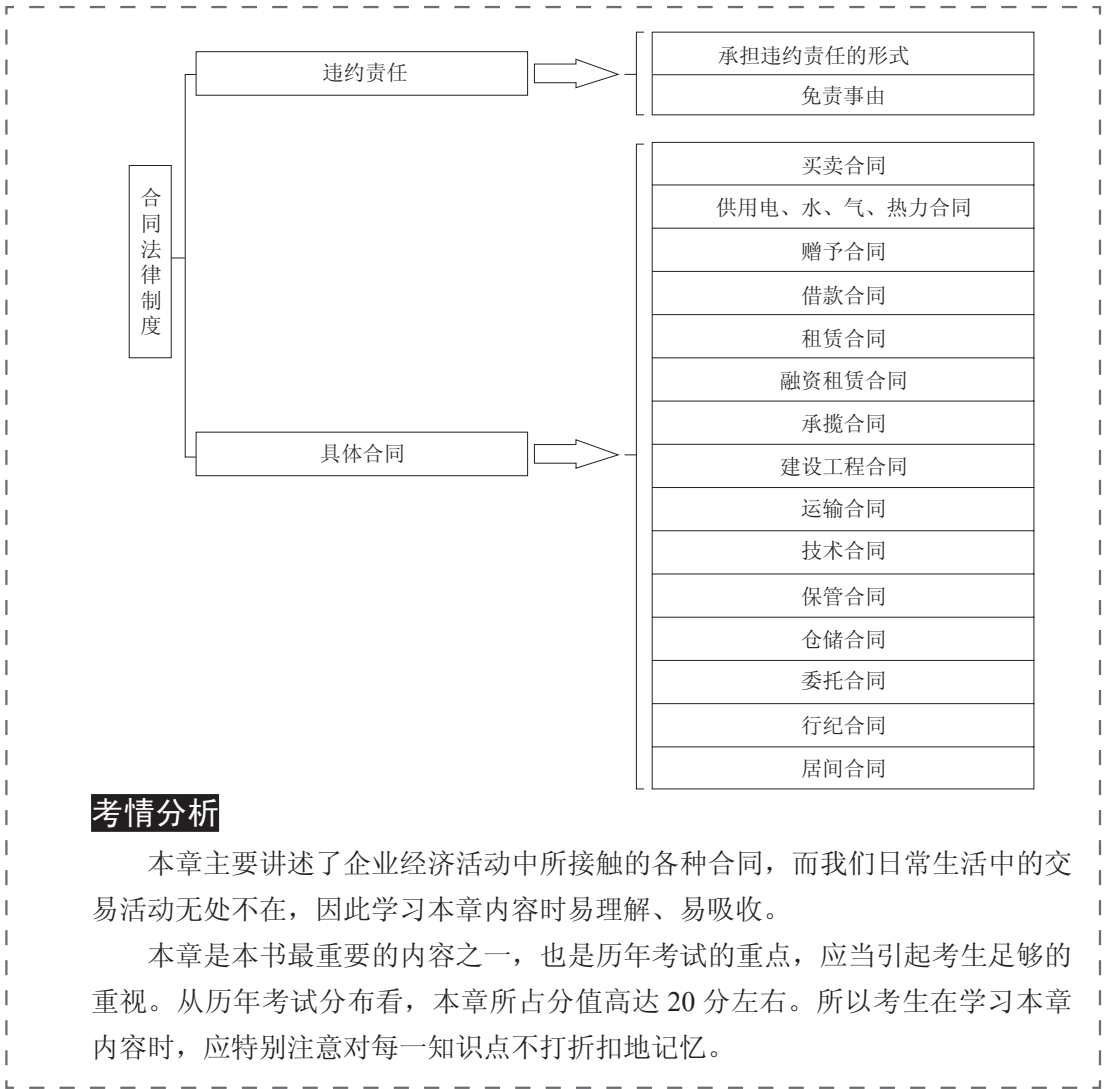 违约责任
承担违约责任的形式
免责事由
合同法律制度
具体合同
买卖合同
供用电、水、气、热力合同
赠予合同
借款合同
租赁合同
融资租赁合同
承揽合同
建设工程合同
运输合同
技术合同
保管合同
仓储合同
委托合同
行纪合同
居间合同
考情分析
本章主要讲述了企业经济活动中所接触的各种合同，而我们日常生活中的交
易活动无处不在，因此学习本章内容时易理解、易吸收。
本章是本书最重要的内容之一，也是历年考试的重点，应当引起考生足够的
重视。从历年考试分布看，本章所占分值高达 20 分左右。所以考生在学习本章
内容时，应特别注意对每一知识点不打折扣地记忆。